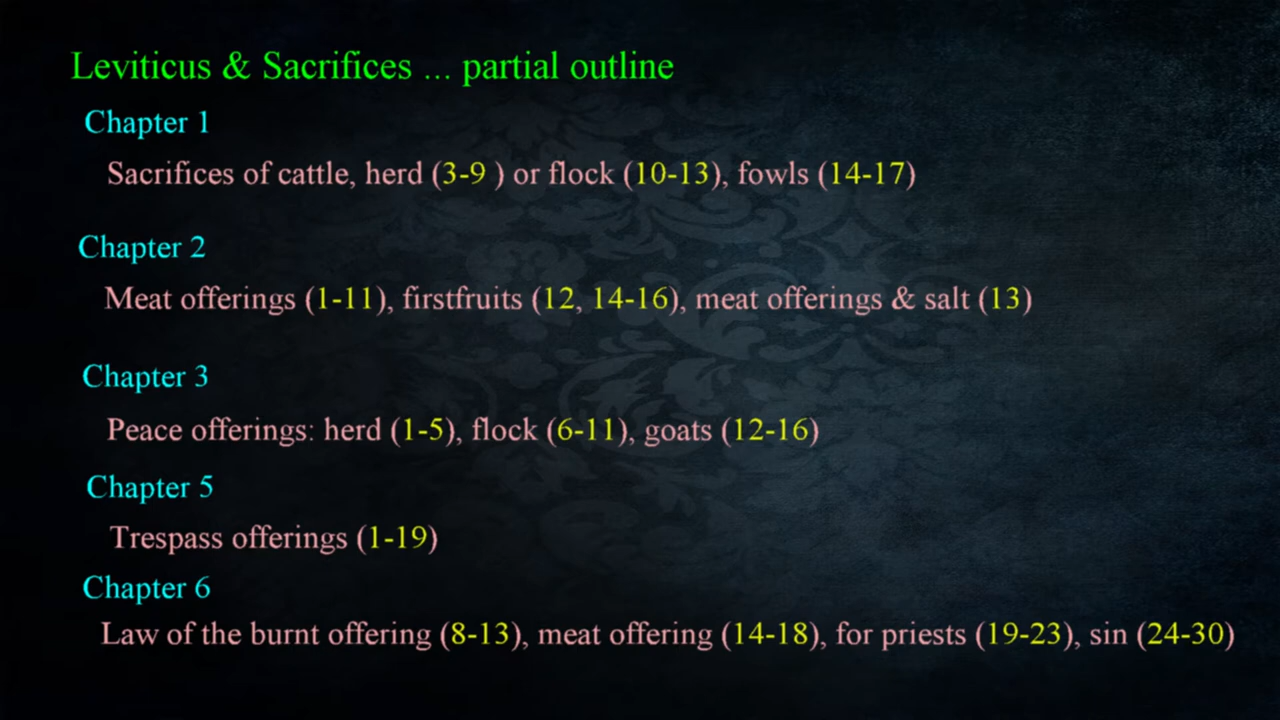 Leviticus & Sacrifices ... partial outline
Chapter 1
Sacrifices of cattle, herd (3-9 ) or flock (10-13), fowls (14-17)
Chapter 2
Meat offerings (1-11), firstfruits (12, 14-16), meat offerings & salt (13)
Chapter 3
Peace offerings: herd (1-5), flock (6-11), goats (12-16)
Chapter 5
Trespass offerings (1-19)
Chapter 6
Law of the burnt offering (8-13), meat offering (14-18), for priests (19-23), sin (24-30)